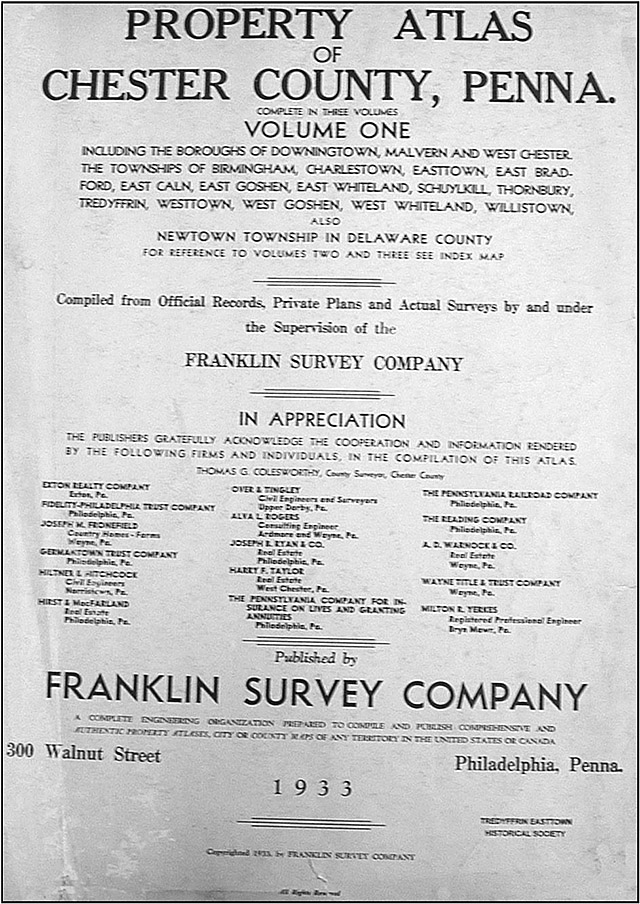 PROPERTY ATLAS
OF
CHESTER COUNTY, PENNA.
COMPLETE IN THREE VOLUMES
VOLUME ONE
INCLUDING THE BOROUGHS OF DOWNINGTOWN, MALVERN AND WEST CHESTER.
THE TOWNSHIPS OF BIRMINGHAM, CHARLESTOWN, EASTTOWN, EAST BRAD-
FORD, EAST CALN, EAST GOSHEN, EAST WHITELAND, SCHUYLKILL, THORNBURY,
TREDYFFRIN, WESTTOWN, WEST GOSHEN, WEST WHITELAND, WILLISTOWN,
ALSO
NEWTOWN TOWNSHIP IN DELAWARE COUNTY
FOR REFERENCE TO VOLUMES TWO AND THREE SEE INDEX MAP
Compiled from Official Records, Private Plans and Actual Surveys by and under
the Supervision of the
FRANKLIN SURVEY COMPANY
IN APPRECIATION
THE PUBLISHERS GRATEFULLY ACKNOWLEDGE THE COOPERATION AND INFORMATION RENDERED
BY THE FOLLOWING FIRMS AND INDIVIDUALS, IN THE COMPILATION OF THIS ATLAS.
THOMAS G. COLESWORTHY, County Surveyor, Chester County
EXTON REALTY COMPANY
Exton, Pa.
FIDELITY-PHILADELPHIA TRUST COMPANY
Philadelphia, Pa.
JOSEPH M. FRONEFIELD
Country Homes - Farms
Wayne, Pa.
GERMANTOWN TRUST COMPANY
Philadelphia, Pa.
HILTNER & HITCHCOCK
Civil Engineers
Norristown, Pa.
HIRST & MacFARLAND
Real Estate
Philadelphia, Pa.
OVER & TINGLEY
Civil Engineers and Surveyors
Upper Darby, Pa.
ALVA L. ROGERS
Consulting Engineer
Ardmore and Wayne, Pa.
JOSEPH R. RYAN & CO.
Real Estate
Philadelphia, Pa.
HARRY F. TAYLOR
Real Estate
West Chester, Pa.
THE PENNSYLVANIA COMPANY FOR IN-
SURANCE ON LIVES AND GRANTING
ANNUITIES
Philadelphia, Pa.
THE PENNSYLVANIA RAILROAD COMPANY
Philadelphia, Pa.
THE READING COMPANY
Philadelphia, Pa.
A. D. WARNOCK & CO.
Real Estate
Wayne, Pa.
WAYNE TITLE & TRUST COMPANY
Wayne, Pa.
MILTON R. YERKES
Registered Professional Engineer
Bryn Mawr, Pa.
Published by
FRANKLIN SURVEY COMPANY
A COMPLETE ENGINEERING ORGANIZATION PREPARED TO COMPILE AND PUBLISH COMPREHENSIVE AND
AUTHENTIC PROPERTY ATLASES, CITY OR COUNTY MAPS OF ANY TERRITORY IN THE UNITED STATES OR CANADA
300 Walnut Street
Philadelphia, Penna.
1933
TREDYFFRIN EASTTOWN
HISTORICAL SOCIETY
Copyrighted 1933, by FRANKLIN SURVEY COMPANY
All Rights Reserved